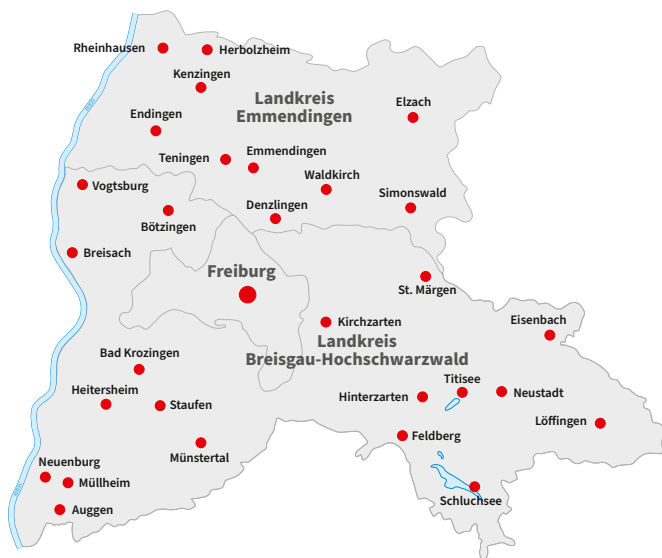 Rheinhausen
Herbolzheim
Kenzingen
Landkreis
Emmendingen
Elzach
Endingen
Teningen
Emmendingen
Waldkirch
Vogtsburg
Simonswald
Bötzingen
Denzlingen
Breisach
Freiburg
St. Märgen
Kirchzarten
Eisenbach
Landkreis
Breisgau-Hochschwarzwald
Bad Krozingen
Titisee
Heitersheim
Hinterzarten
Neustadt
Staufen
Löffingen
Feldberg
Münstertal
Neuenburg
Müllheim
Schluchsee
Auggen